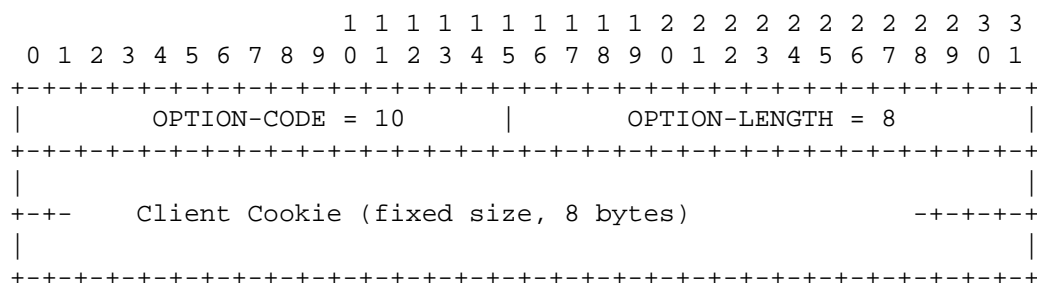 1 1 1 1 1 1 1 1 1 1 2 2 2 2 2 2 2 2 2 2 3 3
 0 1 2 3 4 5 6 7 8 9 0 1 2 3 4 5 6 7 8 9 0 1 2 3 4 5 6 7 8 9 0 1
+-+-+-+-+-+-+-+-+-+-+-+-+-+-+-+-+-+-+-+-+-+-+-+-+-+-+-+-+-+-+-+-+
|        OPTION-CODE = 10      |       OPTION-LENGTH = 8        |
+-+-+-+-+-+-+-+-+-+-+-+-+-+-+-+-+-+-+-+-+-+-+-+-+-+-+-+-+-+-+-+-+
|                                                               |
+-+-    Client Cookie (fixed size, 8 bytes)              -+-+-+-+
|                                                               |
+-+-+-+-+-+-+-+-+-+-+-+-+-+-+-+-+-+-+-+-+-+-+-+-+-+-+-+-+-+-+-+-+